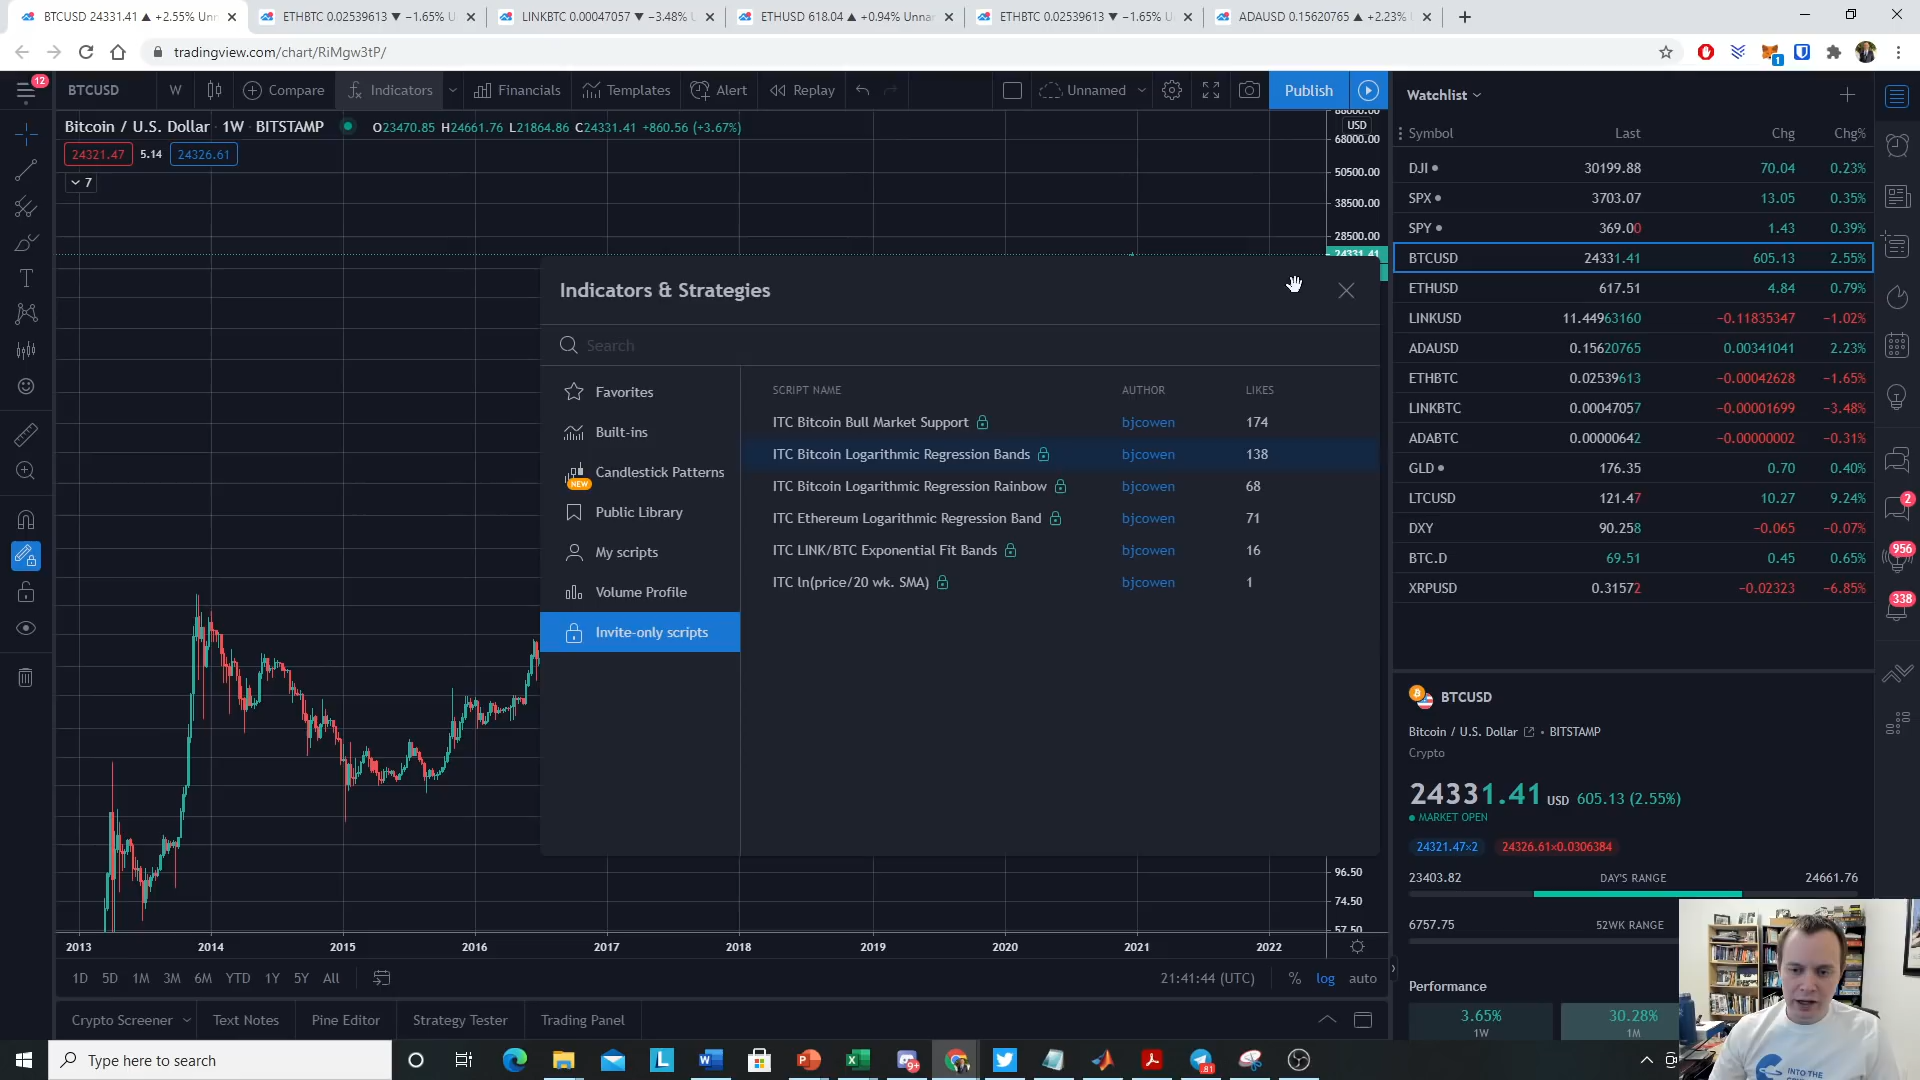 BTCUSD 24331.41 ▲ +2.55% Unn
ETHBTC 0.02539613 ▼ −1.65% U
LINKBTC 0.00047057 ▼ −3.48% U
ETHUSD 618.04 ▲ +0.94% Unnar
ETHBTC 0.02539613 ▼ −1.65% U
ADAUSD 0.15620765 ▲ +2.23%
tradingview.com/chart/RiMgw3tP/
1
12
BTCUSD W Compare Indicators Financials Templates Alert Replay Unnamed Publish
Bitcoin / U.S. Dollar 1W BITSTAMP O23470.85 H24661.76 L21864.86 C24331.41 +860.56 (+3.67%)
24321.47 5.14 24326.61
7
USD
68000.00
50500.00
38500.00
28500.00
24331.41
Indicators & Strategies
Search
Favorites
Built-ins
Candlestick Patterns
NEW
Public Library
My scripts
Volume Profile
Invite-only scripts
SCRIPT NAME AUTHOR LIKES
ITC Bitcoin Bull Market Support bjcowen 174
ITC Bitcoin Logarithmic Regression Bands bjcowen 138
ITC Bitcoin Logarithmic Regression Rainbow bjcowen 68
ITC Ethereum Logarithmic Regression Band bjcowen 71
ITC LINK/BTC Exponential Fit Bands bjcowen 16
ITC ln(price/20 wk. SMA) bjcowen 1
96.50
74.50
57.50
2013 2014 2015 2016 2017 2018 2019 2020 2021 2022
1D 5D 1M 3M 6M YTD 1Y 5Y All 21:41:44 (UTC) % log auto
Crypto Screener Text Notes Pine Editor Strategy Tester Trading Panel
Watchlist
Symbol Last Chg Chg%
DJI 30199.88 70.04 0.23%
SPX 3703.07 13.05 0.35%
SPY 369.00 1.43 0.39%
BTCUSD 24331.41 605.13 2.55%
ETHUSD 617.51 4.84 0.79%
LINKUSD 11.44963160 −0.11835347 −1.02%
ADAUSD 0.15620765 0.00341041 2.23%
ETHBTC 0.02539613 −0.00042628 −1.65%
LINKBTC 0.00047057 −0.00001699 −3.48%
ADABTC 0.00000642 −0.00000002 −0.31%
GLD 176.35 0.70 0.40%
LTCUSD 121.47 10.27 9.24%
DXY 90.258 −0.065 −0.07%
BTC.D 69.51 0.45 0.65%
XRPUSD 0.31572 −0.02323 −6.85%
2
956
338
BTCUSD
Bitcoin / U.S. Dollar • BITSTAMP
Crypto
24331.41 USD 605.13 (2.55%)
MARKET OPEN
24321.47×2 24326.61×0.0306384
23403.82 DAY'S RANGE 24661.76
6757.75 52WK RANGE
Performance
3.65%
1W
30.28%
1M
Type here to search
9+
81
INTO THE